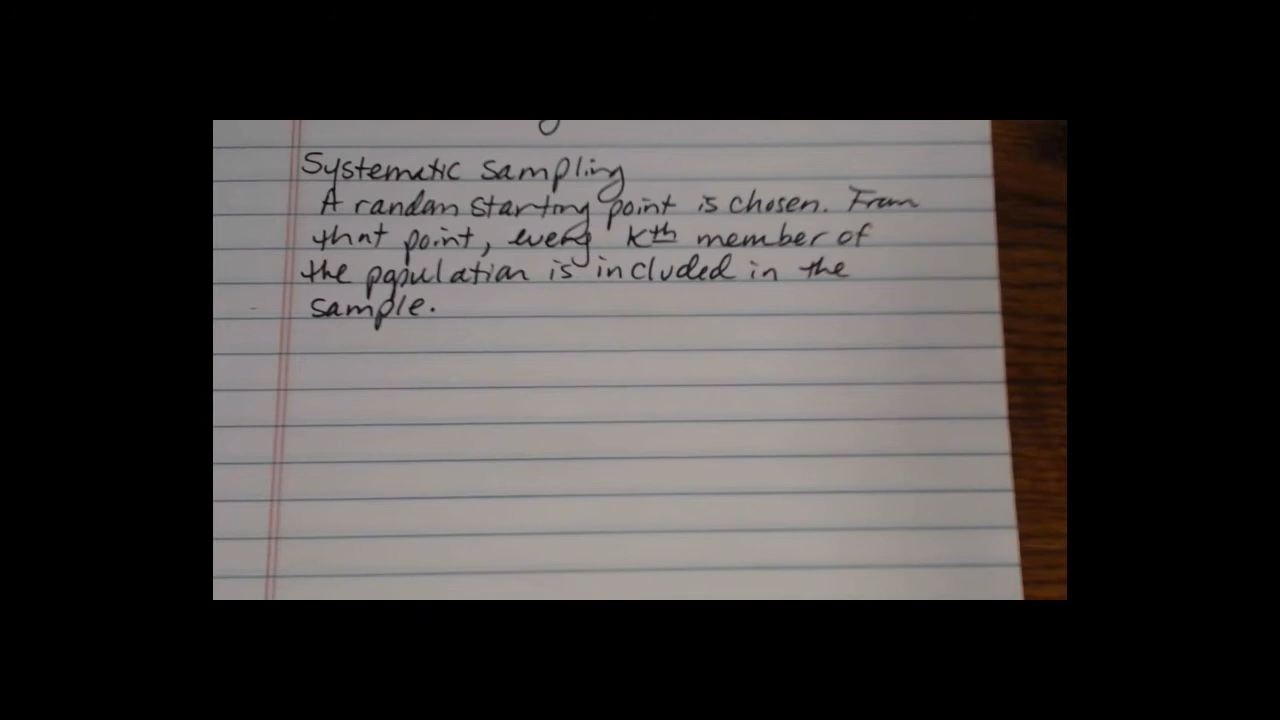 Systematic Sampling
A random starting point is chosen. From
that point, every kth member of
the population is included in the
sample.